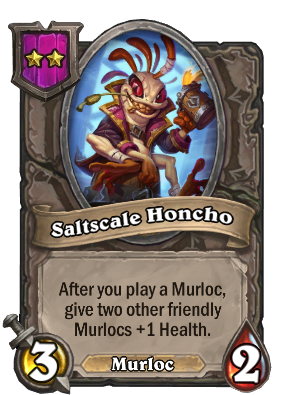 Saltscale Honcho
After you play a Murloc,
give two other friendly
Murlocs +1 Health.
3
Murloc
2